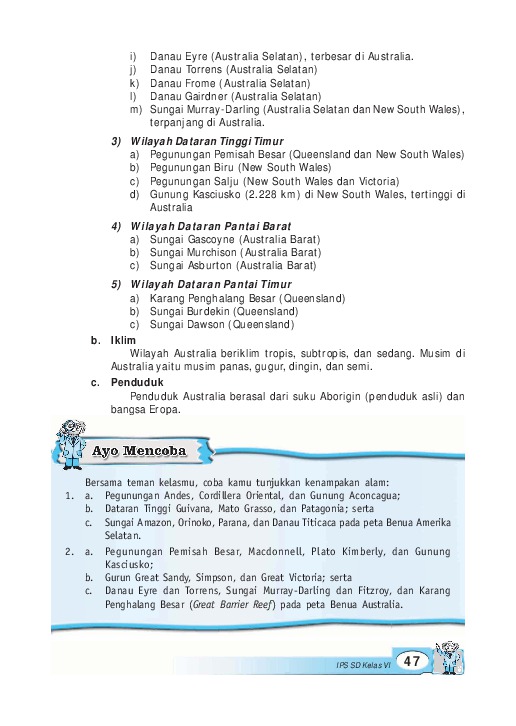 i) Danau Eyre (Australia Selatan), terbesar di Australia.
j) Danau Torrens (Australia Selatan)
k) Danau Frome (Australia Selatan)
l) Danau Gairdner (Australia Selatan)
m) Sungai Murray-Darling (Australia Selatan dan New South Wales),
terpanjang di Australia.
3) Wilayah Dataran Tinggi Timur
a) Pegunungan Pemisah Besar (Queensland dan New South Wales)
b) Pegunungan Biru (New South Wales)
c) Pegunungan Salju (New South Wales dan Victoria)
d) Gunung Kasciusko (2.228 km) di New South Wales, tertinggi di
Australia
4) Wilayah Dataran Pantai Barat
a) Sungai Gascoyne (Australia Barat)
b) Sungai Murchison (Australia Barat)
c) Sungai Asburton (Australia Barat)
5) Wilayah Dataran Pantai Timur
a) Karang Penghalang Besar (Queensland)
b) Sungai Burdekin (Queensland)
c) Sungai Dawson (Queensland)
b. Iklim
Wilayah Australia beriklim tropis, subtropis, dan sedang. Musim di
Australia yaitu musim panas, gugur, dingin, dan semi.
c. Penduduk
Penduduk Australia berasal dari suku Aborigin (penduduk asli) dan
bangsa Eropa.
Ayo Mencoba
Bersama teman kelasmu, coba kamu tunjukkan kenampakan alam:
1. a. Pegunungan Andes, Cordillera Oriental, dan Gunung Aconcagua;
b. Dataran Tinggi Guivana, Mato Grasso, dan Patagonia; serta
c. Sungai Amazon, Orinoko, Parana, dan Danau Titicaca pada peta Benua Amerika
Selatan.
2. a. Pegunungan Pemisah Besar, Macdonnell, Plato Kimberly, dan Gunung
Kasciusko;
b. Gurun Great Sandy, Simpson, dan Great Victoria; serta
c. Danau Eyre dan Torrens, Sungai Murray-Darling dan Fitzroy, dan Karang
Penghalang Besar (Great Barrier Reef) pada peta Benua Australia.
IPS SD Kelas VI 47